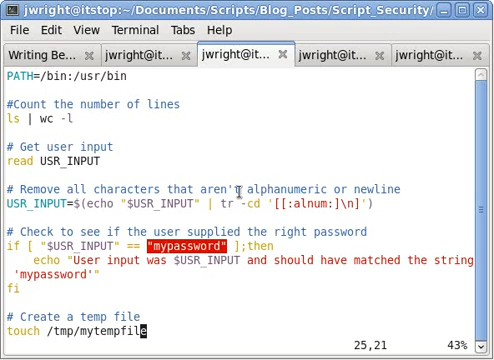 jwright@itstop:~/Documents/Scripts/Blog_Posts/Script_Security/
File Edit View Terminal Tabs Help
Writing Be... jwright@it... jwright@it... jwright@it... jwright@it...
PATH=/bin:/usr/bin
#Count the number of lines
ls | wc -l
# Get user input
read USR_INPUT
# Remove all characters that aren't alphanumeric or newline
USR_INPUT=$(echo "$USR_INPUT" | tr -cd '[[:alnum:]\n]')
# Check to see if the user supplied the right password
if [ "$USR_INPUT" == "mypassword" ];then
echo "User input was $USR_INPUT and should have matched the string
'mypassword'"
fi
# Create a temp file
touch /tmp/mytempfile
25,21 43%